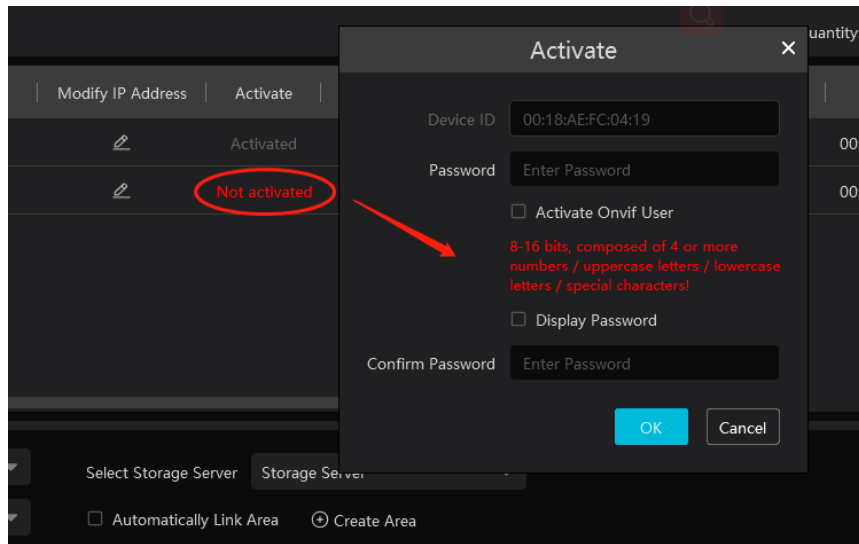 uantity
Activate
Modify IP Address
Activate
Device ID
00:18:AE:FC:04:19
Activated
00
Password
Enter Password
Not activated
00
Activate Onvif User
8-16 bits, composed of 4 or more
numbers / uppercase letters / lowercase
letters / special characters!
Display Password
Confirm Password
Enter Password
OK
Cancel
Select Storage Server
Storage Server
Automatically Link Area
Create Area